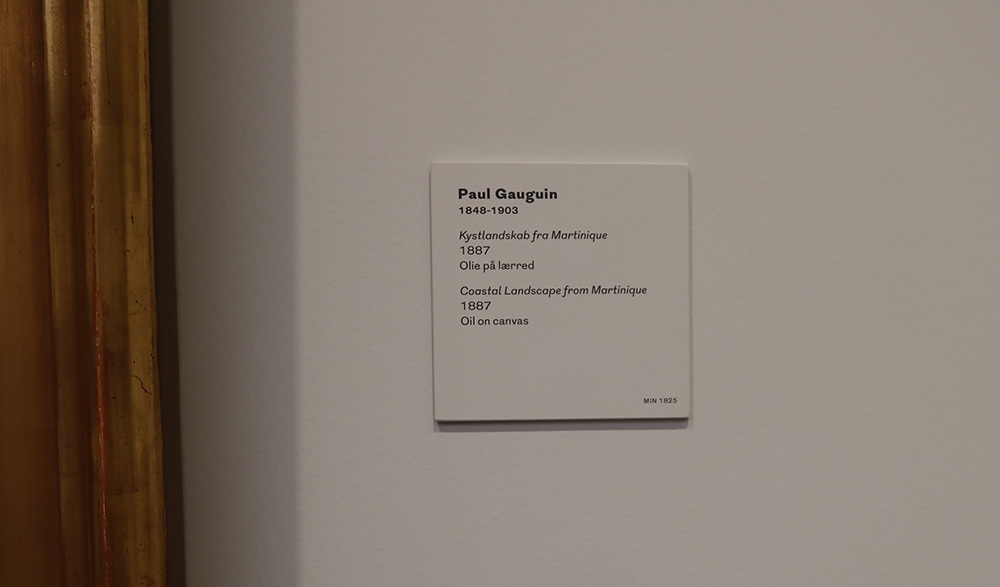 Paul Gauguin
1848-1903
Kystlandskab fra Martinique
1887
Olie på lærred
Coastal Landscape from Martinique
1887
Oil on canvas
MIN 1825